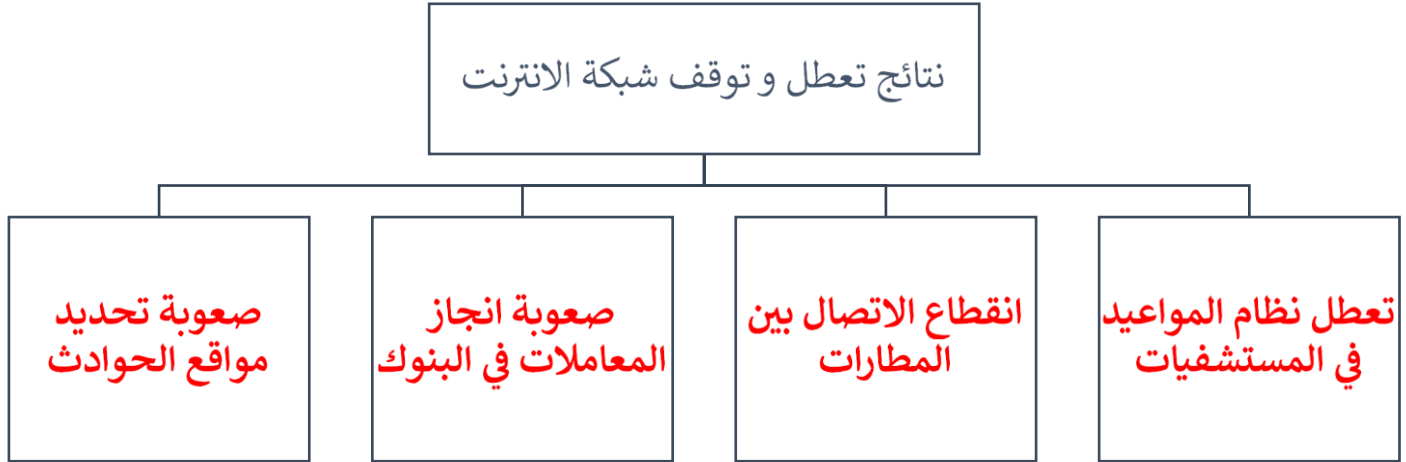 نتائج تعطل و توقف شبكة الانترنت
تعطل نظام المواعيد
في المستشفيات
انقطاع الاتصال بين
المطارات
صعوبة انجاز
المعاملات في البنوك
صعوبة تحديد
مواقع الحوادث